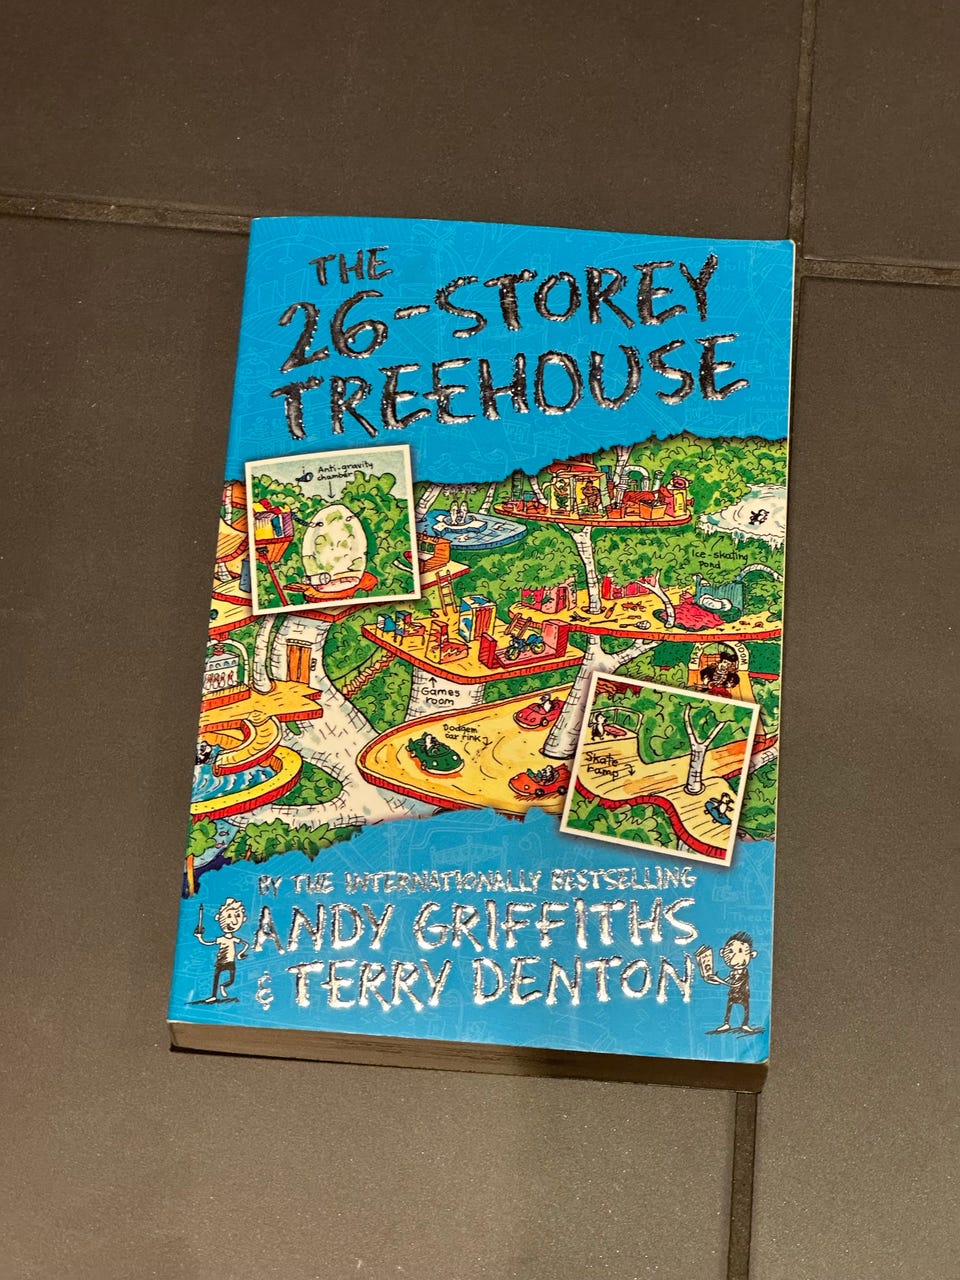 THE
26-STOREY
TREEHOUSE
Anti-gravity
chamber
Ice-skating
pond
Games
room
Dodgem
car rink
Skate
ramp
BY THE INTERNATIONALLY BESTSELLING
ANDY GRIFFITHS
& TERRY DENTON